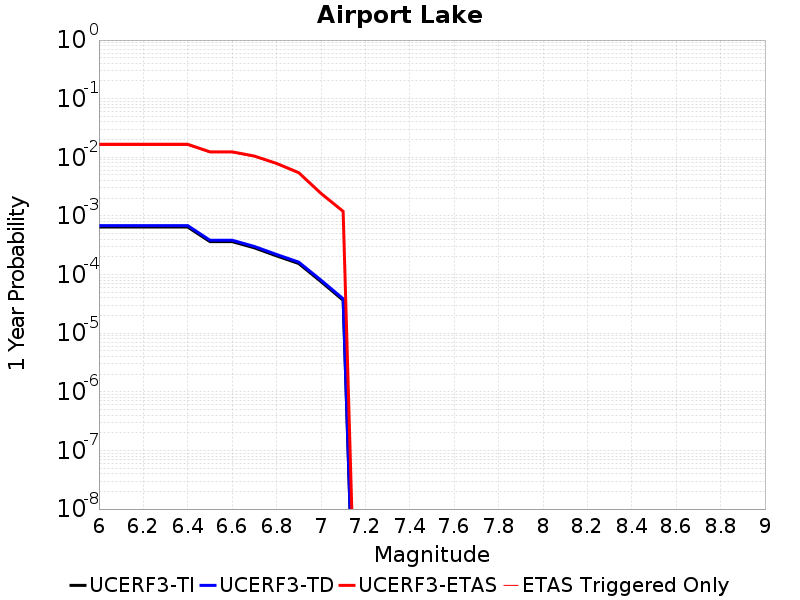 Airport Lake
1 Year Probability
10^0
10^-1
10^-2
10^-3
10^-4
10^-5
10^-6
10^-7
10^-8
6 6.2 6.4 6.6 6.8 7 7.2 7.4 7.6 7.8 8 8.2 8.4 8.6 8.8 9
Magnitude
UCERF3-TI UCERF3-TD UCERF3-ETAS ETAS Triggered Only